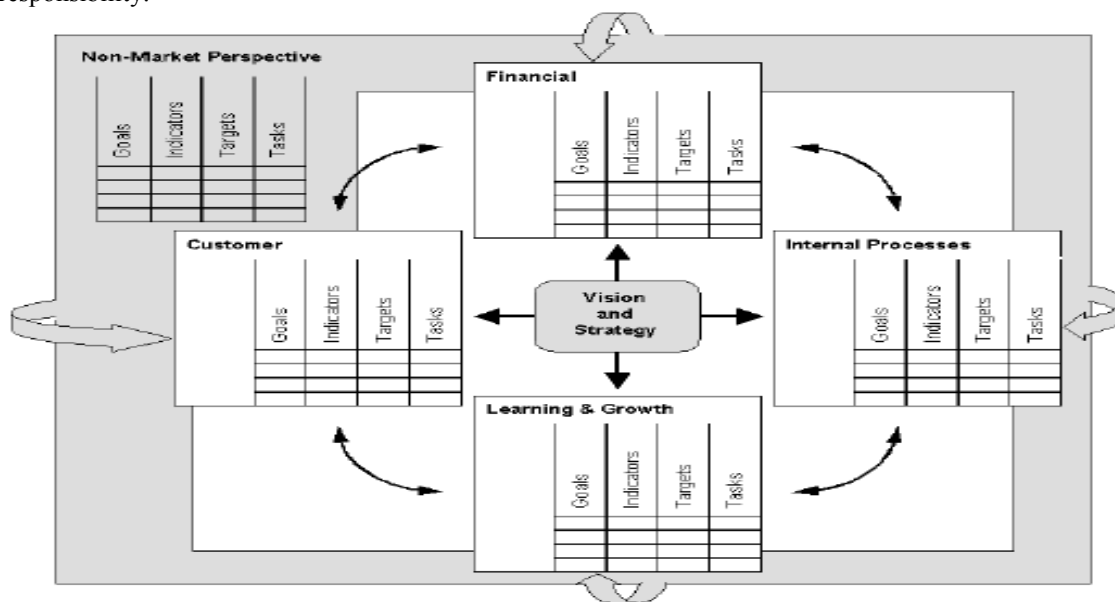 responsibility.
Non-Market Perspective
Goals
Indicators
Targets
Tasks
Financial
Goals
Indicators
Targets
Tasks
Customer
Goals
Indicators
Targets
Tasks
Vision
and
Strategy
Internal Processes
Goals
Indicators
Targets
Tasks
Learning & Growth
Goals
Indicators
Targets
Tasks